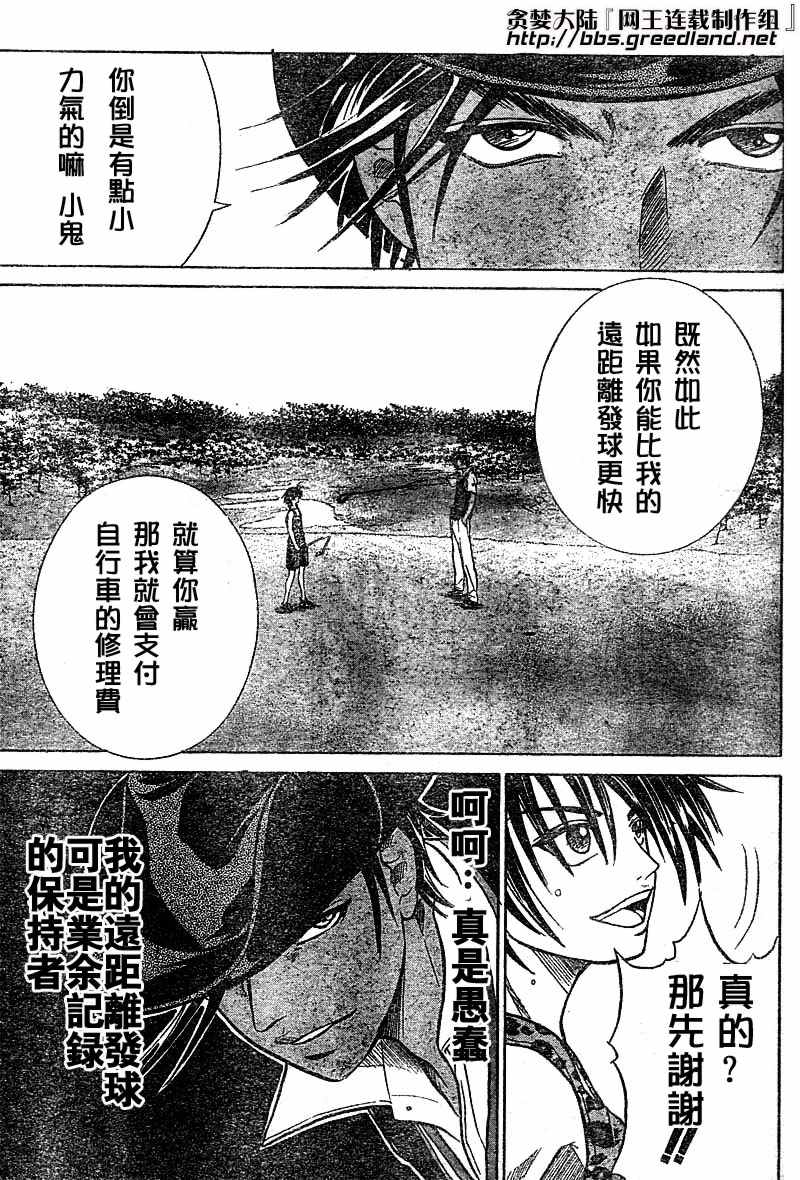 贪婪大陆『网王连载制作组』
http://bbs.greedland.net
你倒是有點小
力氣的嘛 小鬼
既然如此
如果你能比我的
遠距離發球更快
就算你贏
那我就會支付
自行車的修理費
真的?
那先謝謝!!
呵呵‥真是愚蠢
我的遠距離發球
可是業余記録
的保持者